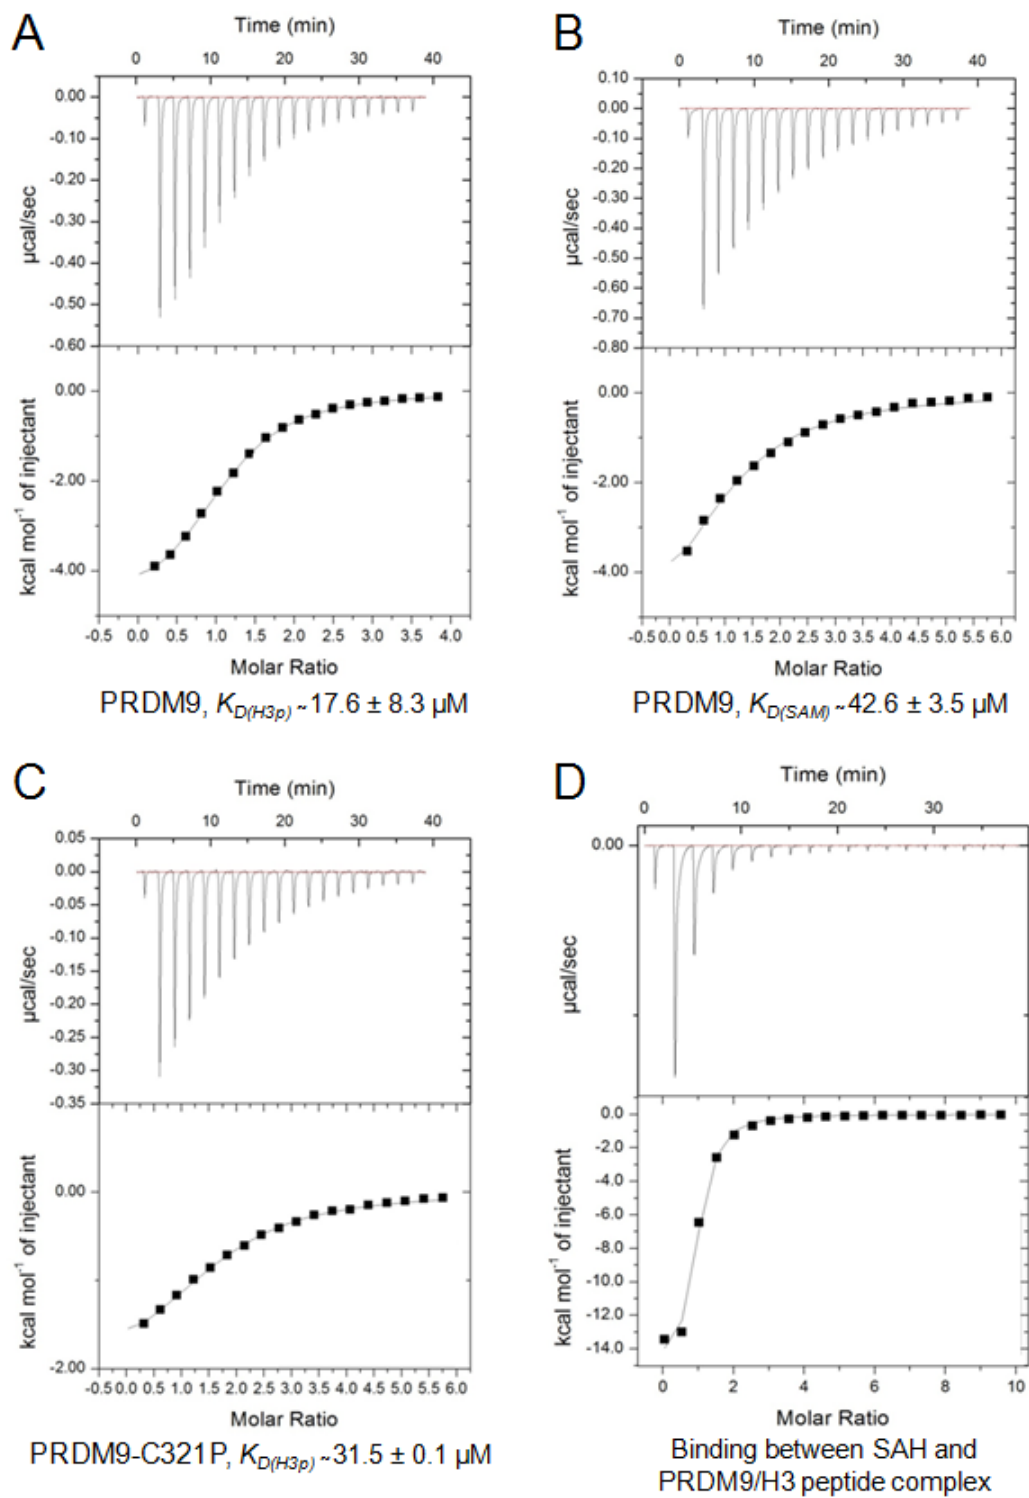 A
Time (min)
0 10 20 30 40
0.00
-0.10
-0.20
-0.30
-0.40
-0.50
-0.60
µcal/sec
0.00
-2.00
-4.00
kcal mol⁻¹ of injectant
-0.5 0.0 0.5 1.0 1.5 2.0 2.5 3.0 3.5 4.0
Molar Ratio
PRDM9, K_D(H3p) ~17.6 ± 8.3 µM
B
Time (min)
0 10 20 30 40
0.10
0.00
-0.10
-0.20
-0.30
-0.40
-0.50
-0.60
-0.70
-0.80
µcal/sec
0.00
-2.00
-4.00
kcal mol⁻¹ of injectant
-0.5 0.0 0.5 1.0 1.5 2.0 2.5 3.0 3.5 4.0 4.5 5.0 5.5 6.0
Molar Ratio
PRDM9, K_D(SAM) ~42.6 ± 3.5 µM
C
Time (min)
0 10 20 30 40
0.05
0.00
-0.05
-0.10
-0.15
-0.20
-0.25
-0.30
-0.35
µcal/sec
0.00
-2.00
kcal mol⁻¹ of injectant
-0.5 0.0 0.5 1.0 1.5 2.0 2.5 3.0 3.5 4.0 4.5 5.0 5.5 6.0
Molar Ratio
PRDM9-C321P, K_D(H3p) ~31.5 ± 0.1 µM
D
Time (min)
0 10 20 30
0.00
µcal/sec
0.0
-2.0
-4.0
-6.0
-8.0
-10.0
-12.0
-14.0
kcal mol⁻¹ of injectant
0 2 4 6 8 10
Molar Ratio
Binding between SAH and
PRDM9/H3 peptide complex